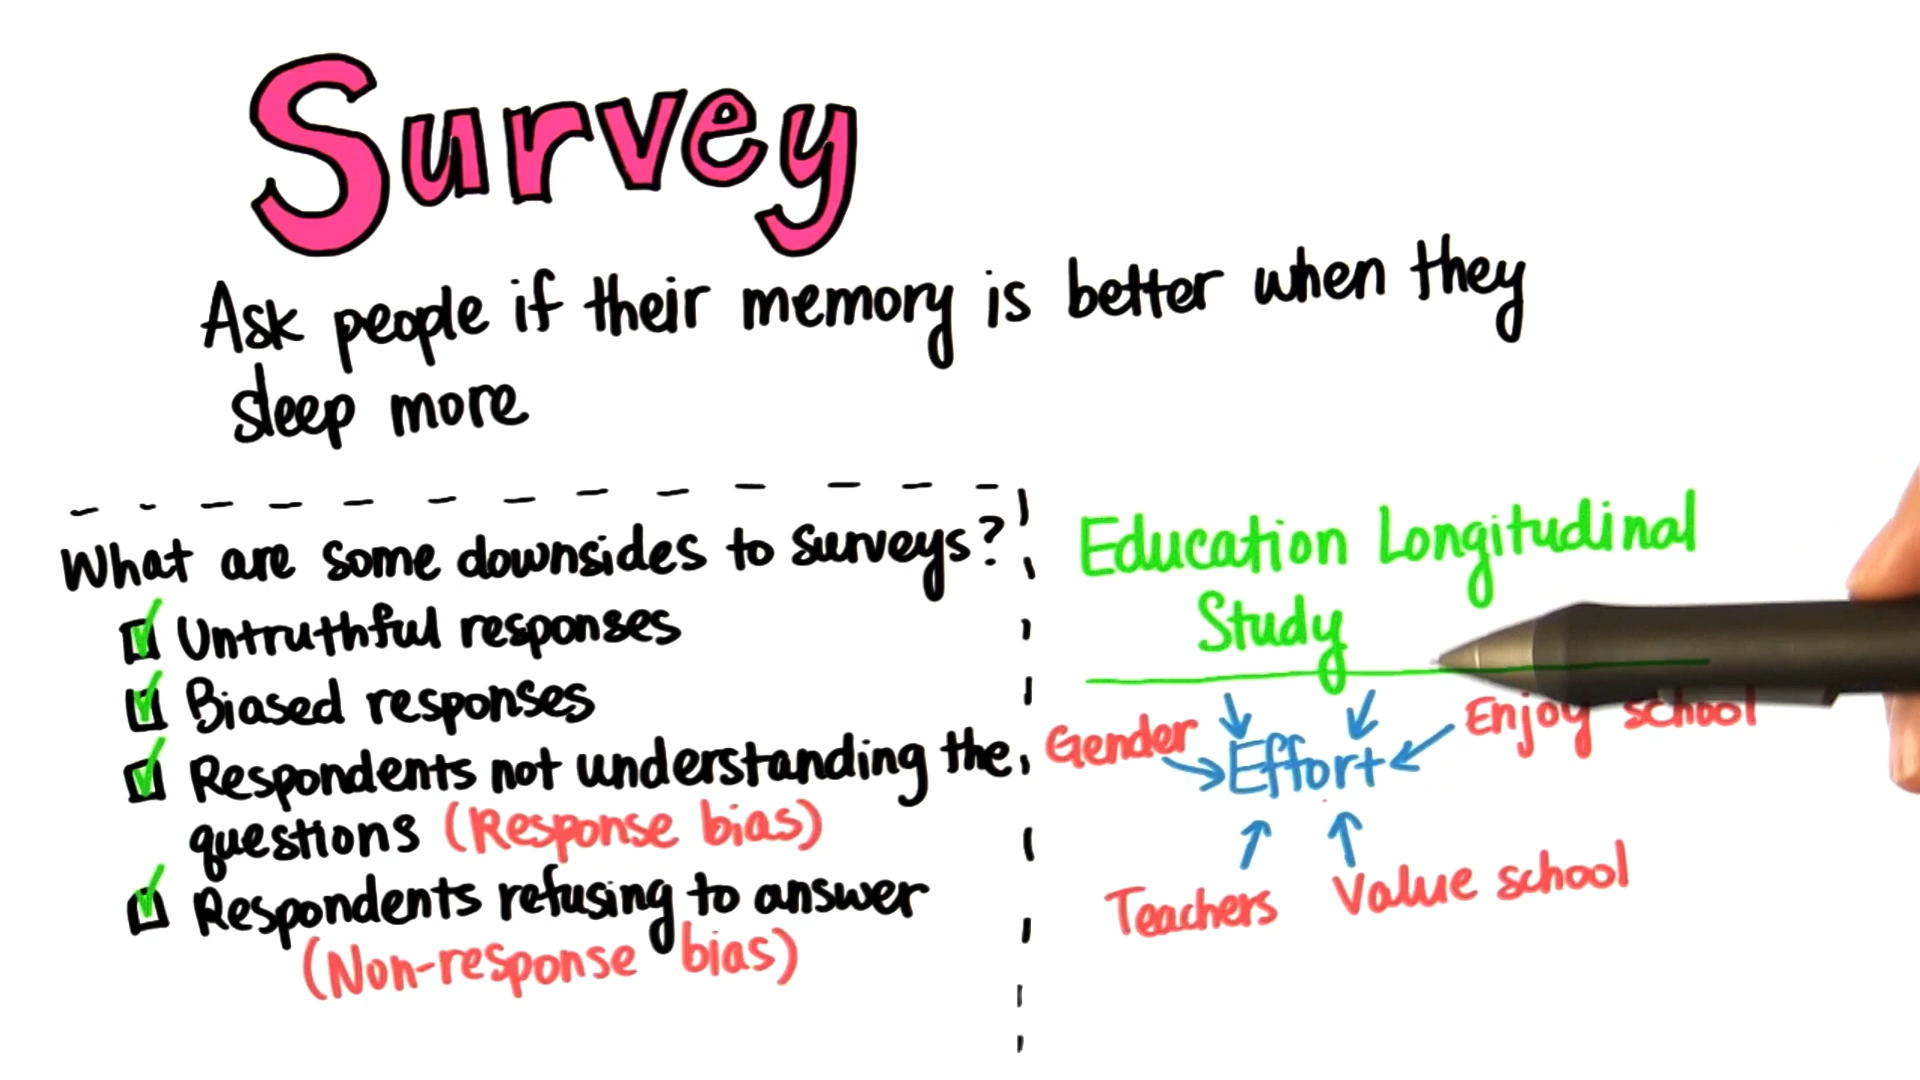 Survey
Ask people if their memory is better when they
sleep more
What are some downsides to surveys?
Untruthful responses
Biased responses
Respondents not understanding the
questions (Response bias)
Respondents refusing to answer
(Non-response bias)
Education Longitudinal
Study
Gender
Effort
Enjoy school
Teachers
Value school